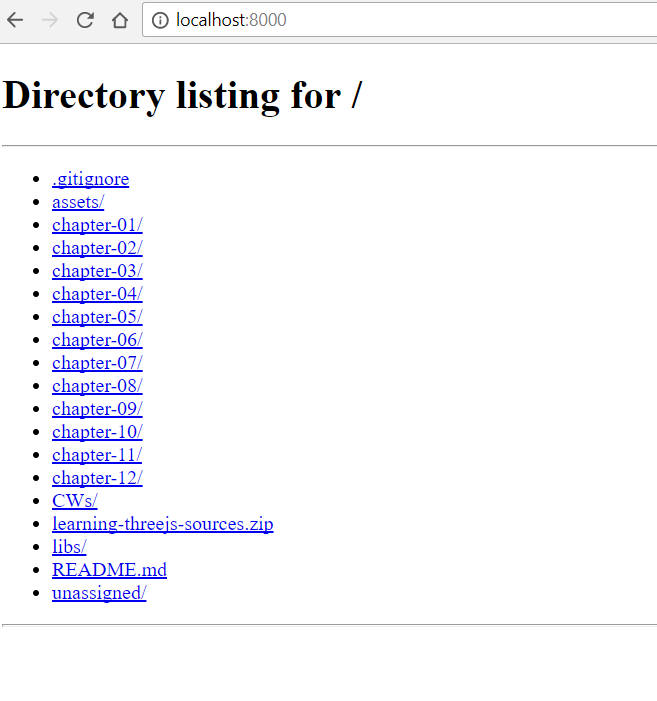 localhost:8000
Directory listing for /
.gitignore
assets/
chapter-01/
chapter-02/
chapter-03/
chapter-04/
chapter-05/
chapter-06/
chapter-07/
chapter-08/
chapter-09/
chapter-10/
chapter-11/
chapter-12/
CWs/
learning-threejs-sources.zip
libs/
README.md
unassigned/